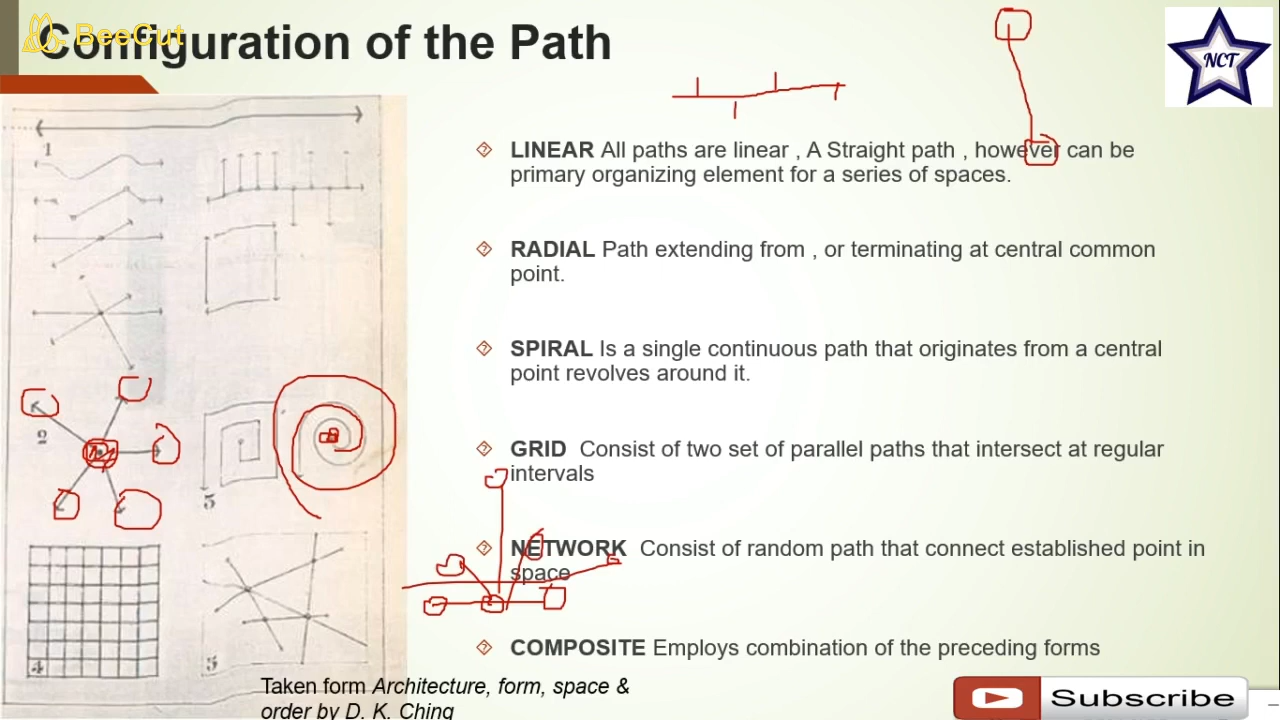 Configuration of the Path
BeeCut
NCT
LINEAR All paths are linear , A Straight path , however can be
primary organizing element for a series of spaces.
RADIAL Path extending from , or terminating at central common
point.
SPIRAL Is a single continuous path that originates from a central
point revolves around it.
GRID Consist of two set of parallel paths that intersect at regular
intervals
NETWORK Consist of random path that connect established point in
space
COMPOSITE Employs combination of the preceding forms
1
2
5
4
5
Taken form Architecture, form, space &
order by D. K. Ching
Subscribe